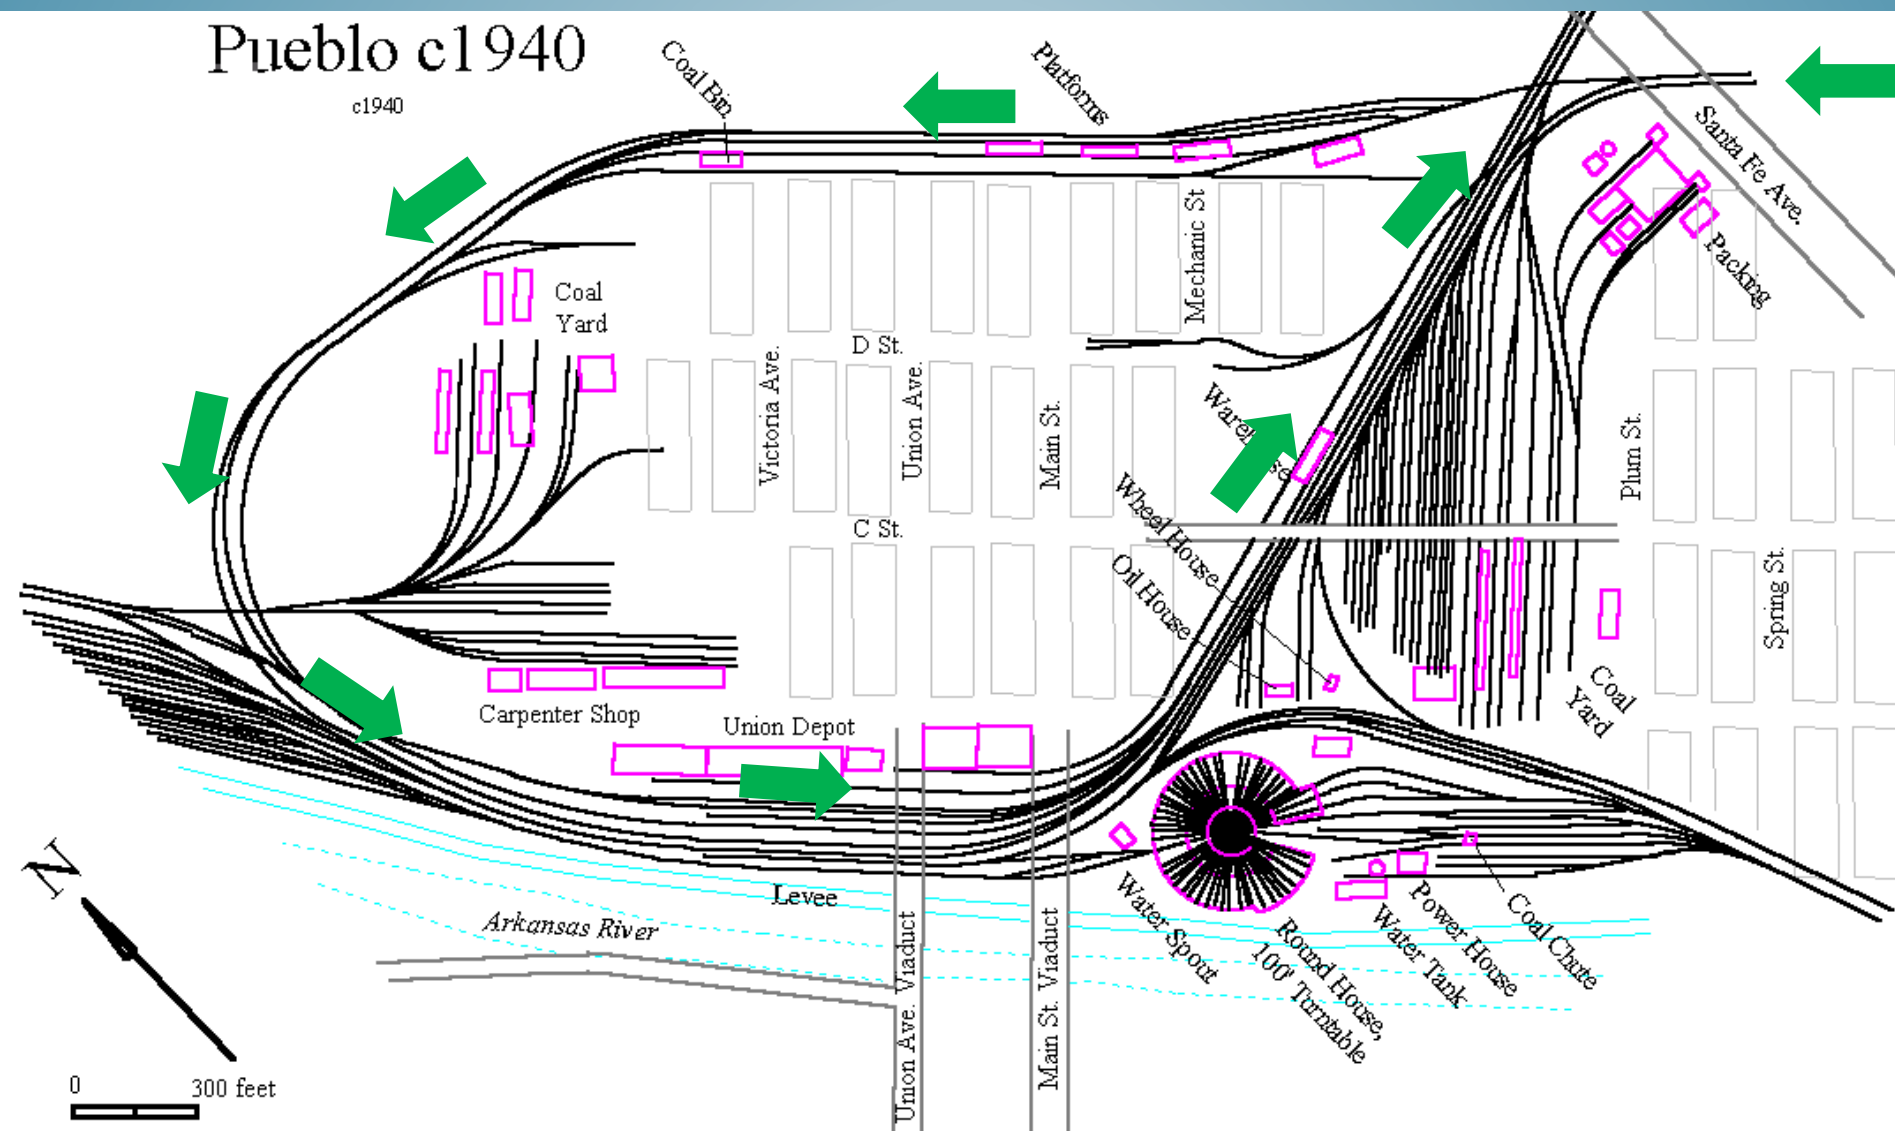 Pueblo c1940
c1940
Coal Bin
Platforms
Santa Fe Ave.
Packing
Mechanic St
Coal
Yard
D St.
Victoria Ave.
Union Ave.
Main St.
Wheel House
Oil House
Plum St.
C St.
Spring St.
Coal
Yard
Carpenter Shop
Union Depot
Levee
Arkansas River
Union Ave. Viaduct
Main St. Viaduct
Water Spout
Round House,
100' Turntable
Water Tank
Power House
Coal Chute
N
0 300 feet